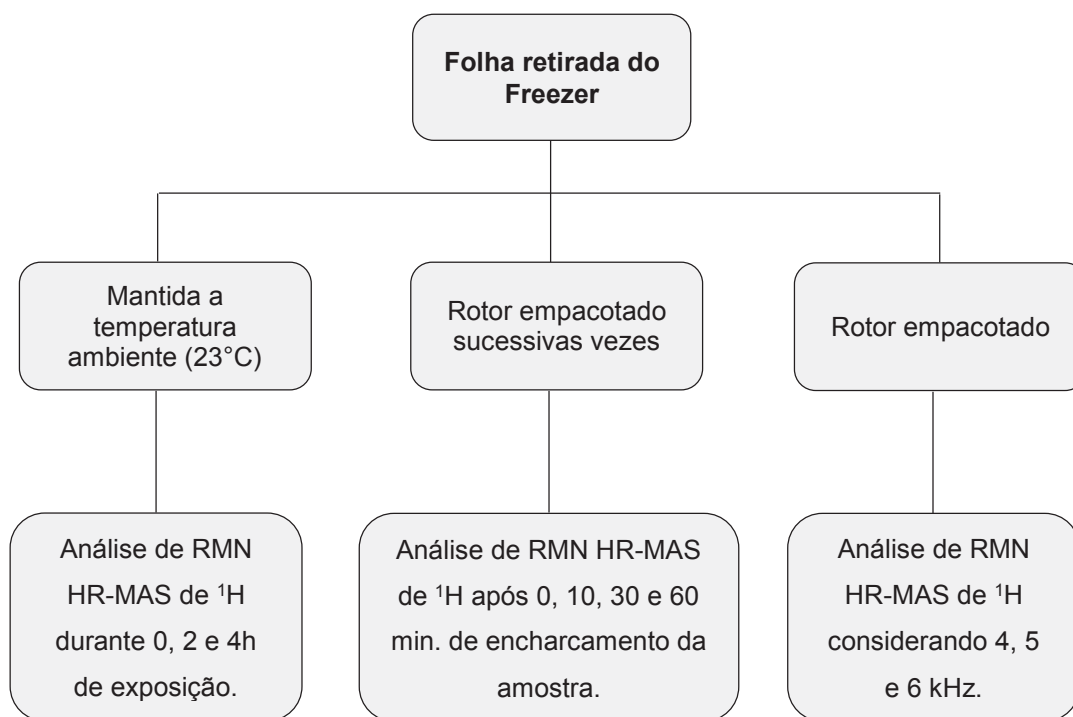 Folha retirada do
Freezer
Mantida a
temperatura
ambiente (23°C)
Rotor empacotado
sucessivas vezes
Rotor empacotado
Análise de RMN
HR-MAS de ¹H
durante 0, 2 e 4h
de exposição.
Análise de RMN HR-MAS
de ¹H após 0, 10, 30 e 60
min. de encharcamento da
amostra.
Análise de RMN
HR-MAS de ¹H
considerando 4, 5
e 6 kHz.